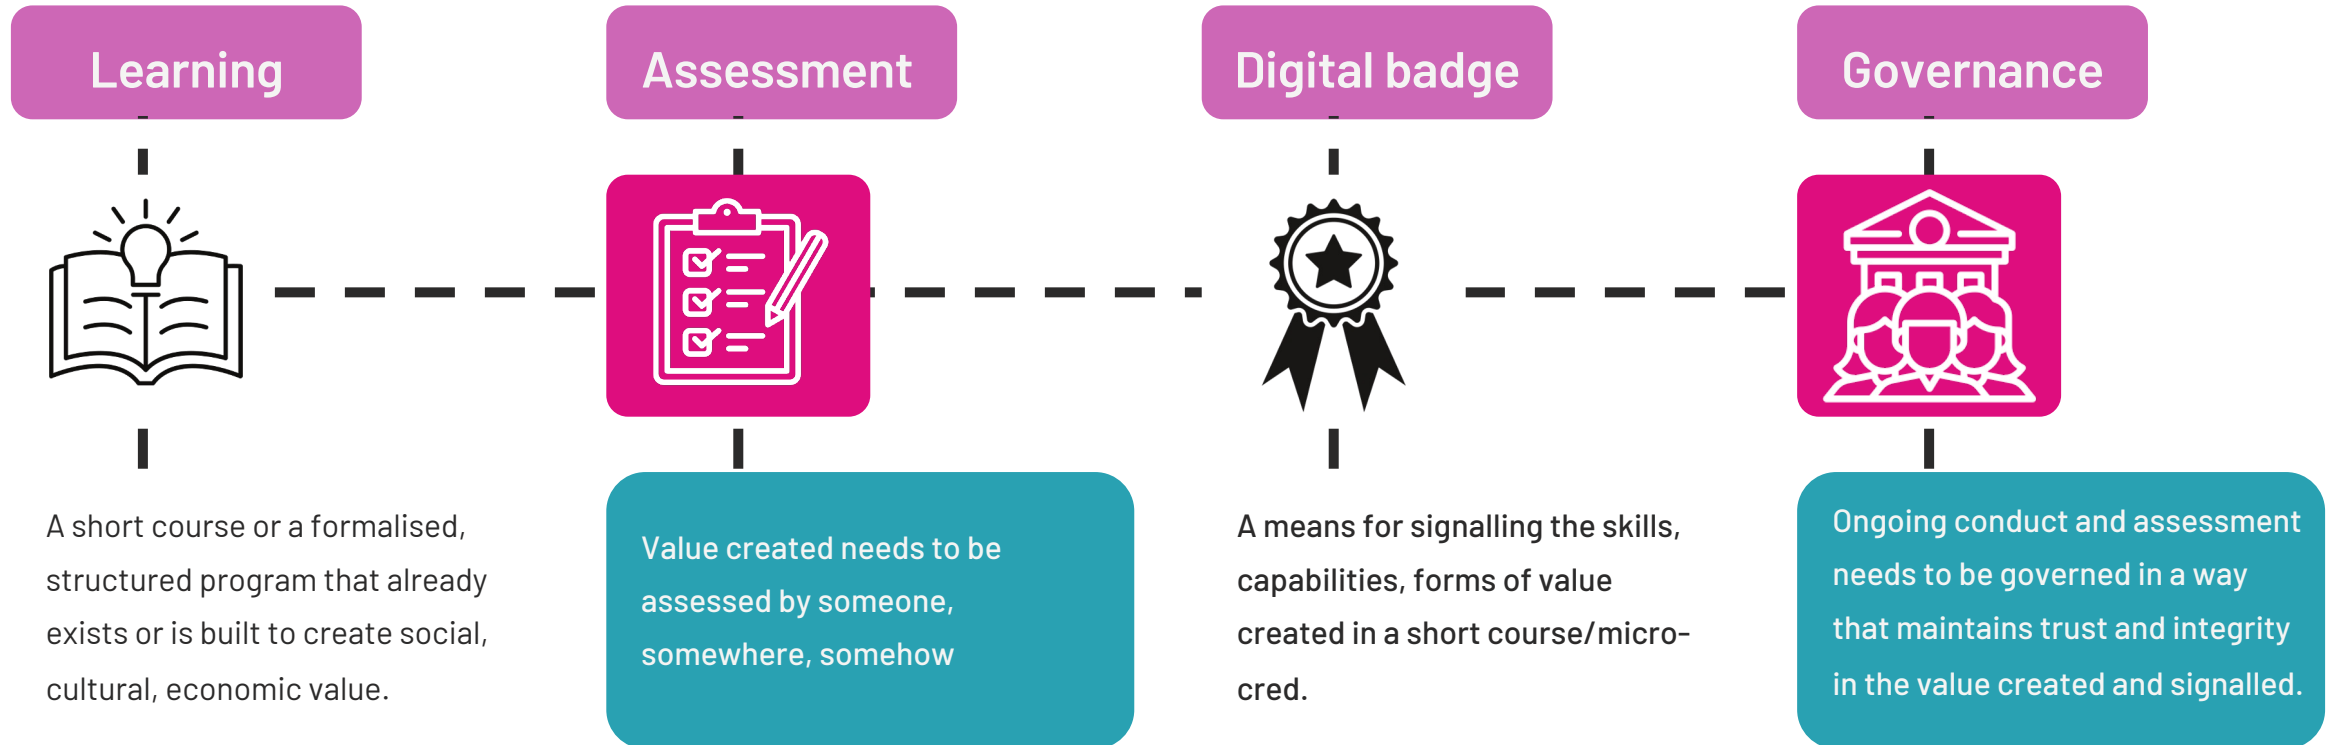 Learning
Assessment
Digital badge
Governance
A short course or a formalised,
structured program that already
exists or is built to create social,
cultural, economic value.
Value created needs to be
assessed by someone,
somewhere, somehow
A means for signalling the skills,
capabilities, forms of value
created in a short course/micro-
cred.
Ongoing conduct and assessment
needs to be governed in a way
that maintains trust and integrity
in the value created and signalled.